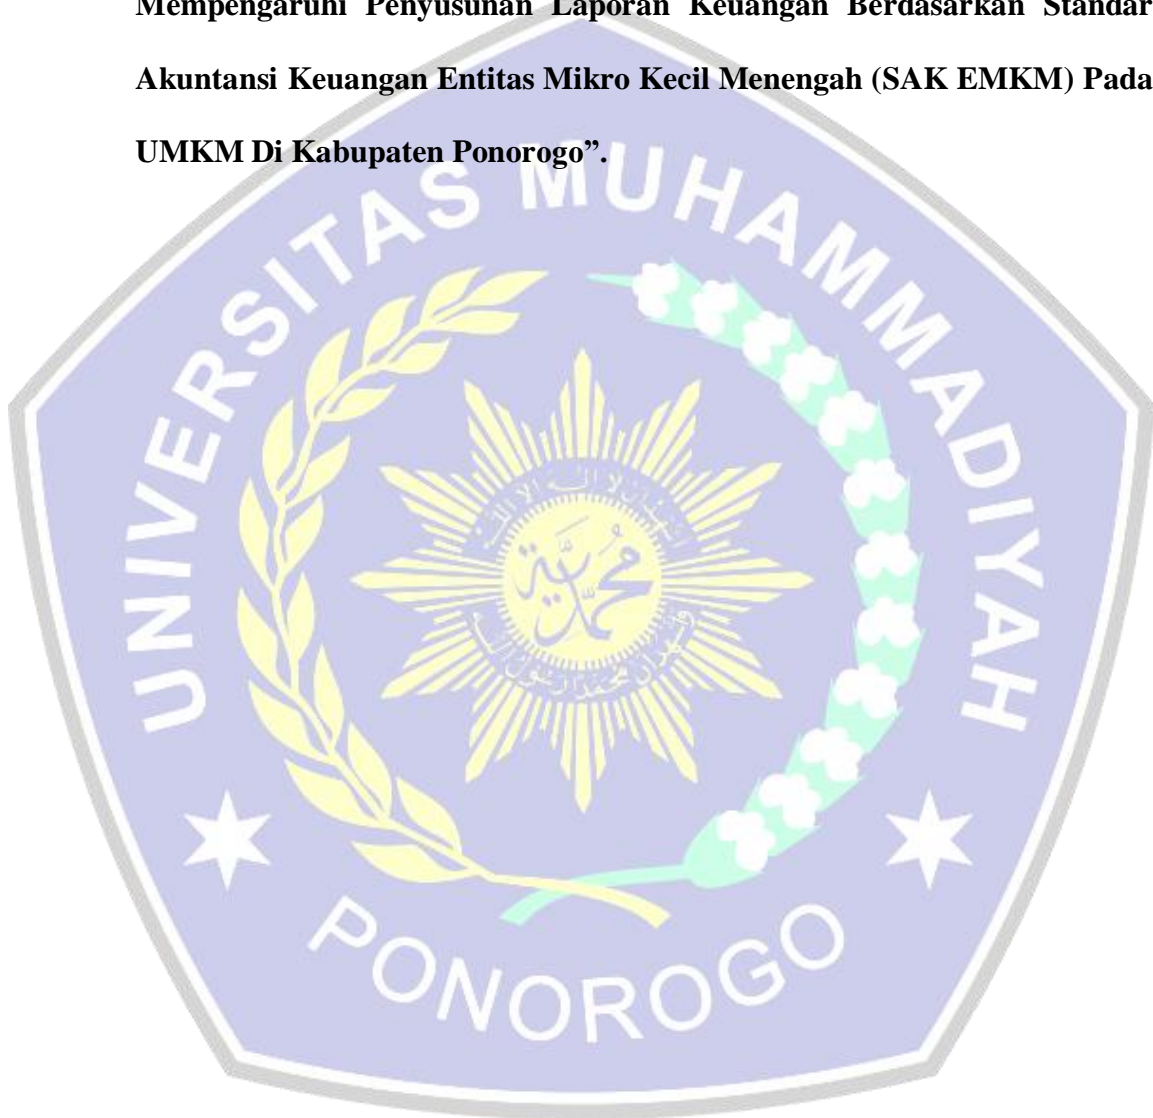 Mempengaruhi Penyusunan Laporan Keuangan Berdasarkan Standar
Akuntansi Keuangan Entitas Mikro Kecil Menengah (SAK EMKM) Pada
UMKM Di Kabupaten Ponorogo”.
UNIVERSITAS MUHAMMADIYAH
محمدية
PONOROGO